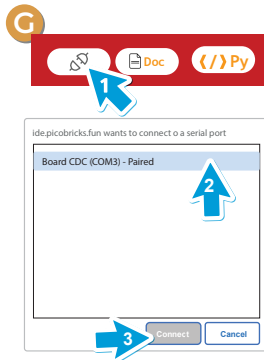 G
Doc
Py
1
ide.picobricks.fun wants to connect o a serial port
Board CDC (COM3) - Paired
2
3
Connect
Cancel